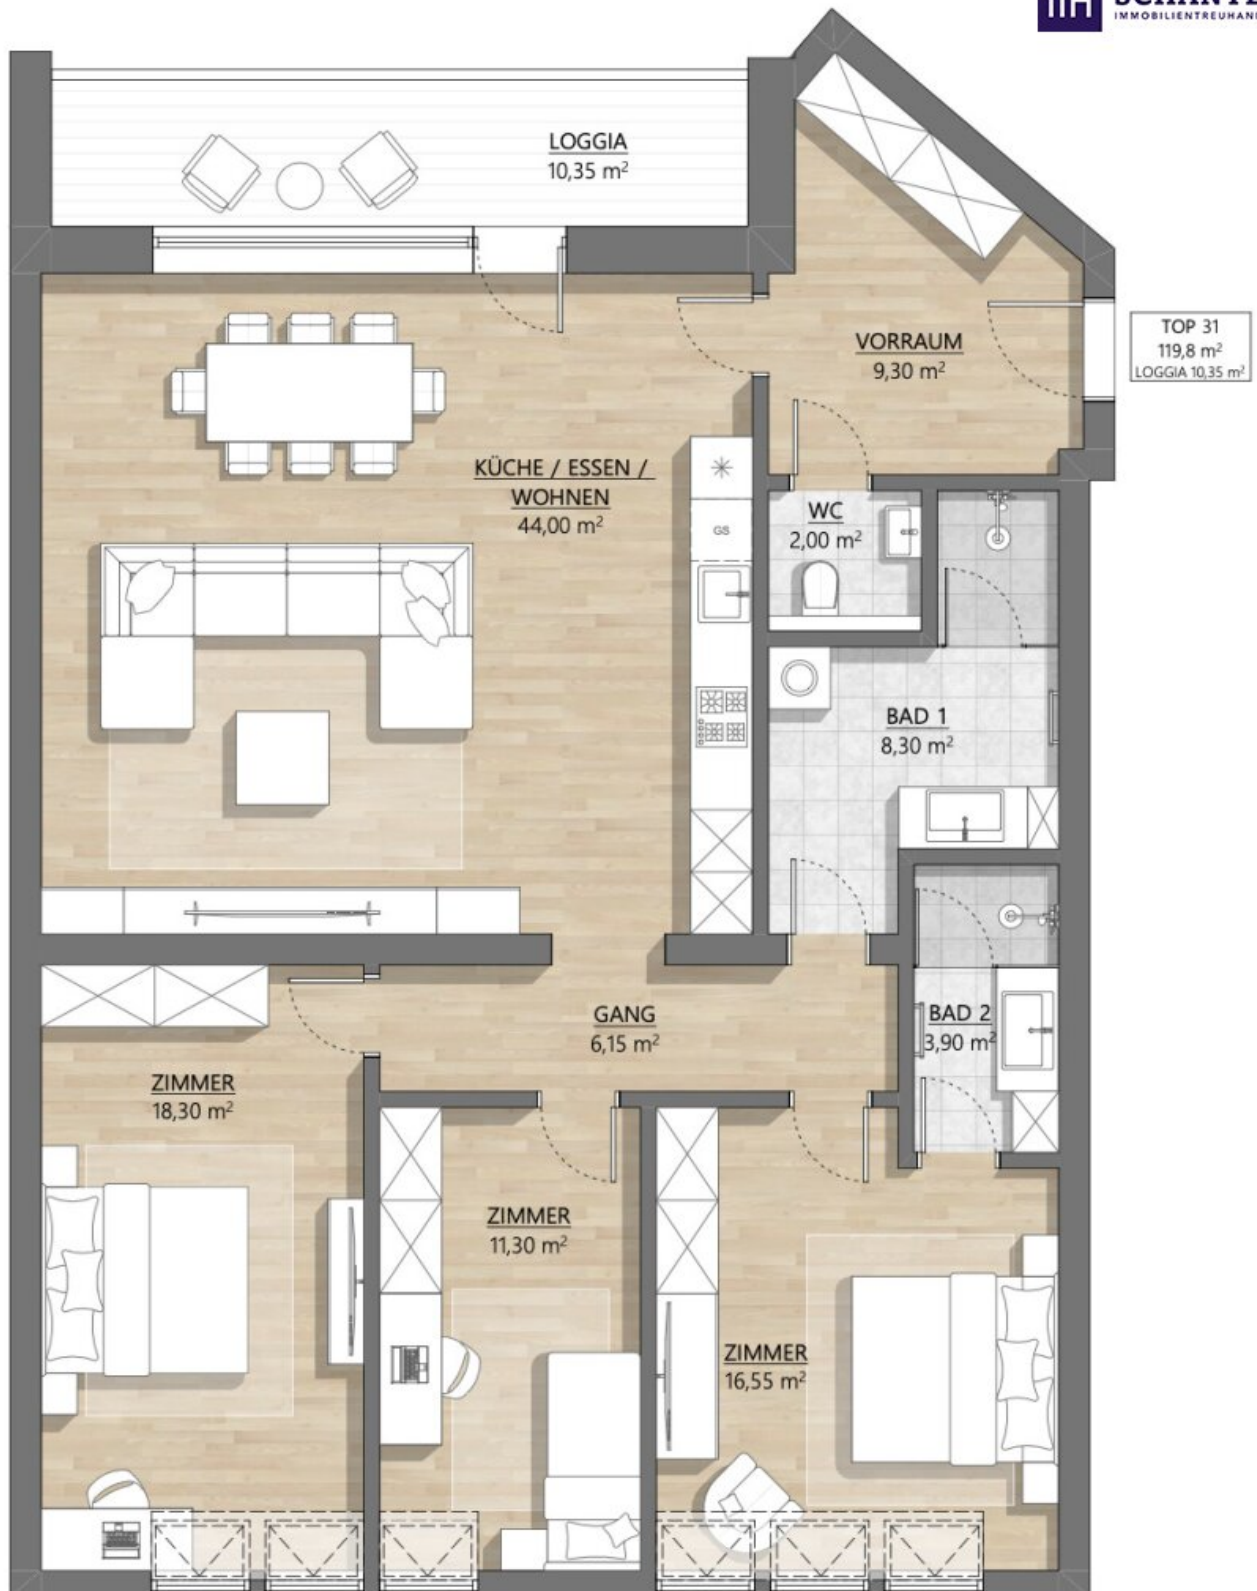 IMMOBILIENTREUHAND
LOGGIA
10,35 m²
VORRAUM
9,30 m²
TOP 31
119,8 m²
LOGGIA 10,35 m²
KÜCHE / ESSEN /
WOHNEN
44,00 m²
GS
WC
2,00 m²
BAD 1
8,30 m²
GANG
6,15 m²
BAD 2
3,90 m²
ZIMMER
18,30 m²
ZIMMER
11,30 m²
ZIMMER
16,55 m²